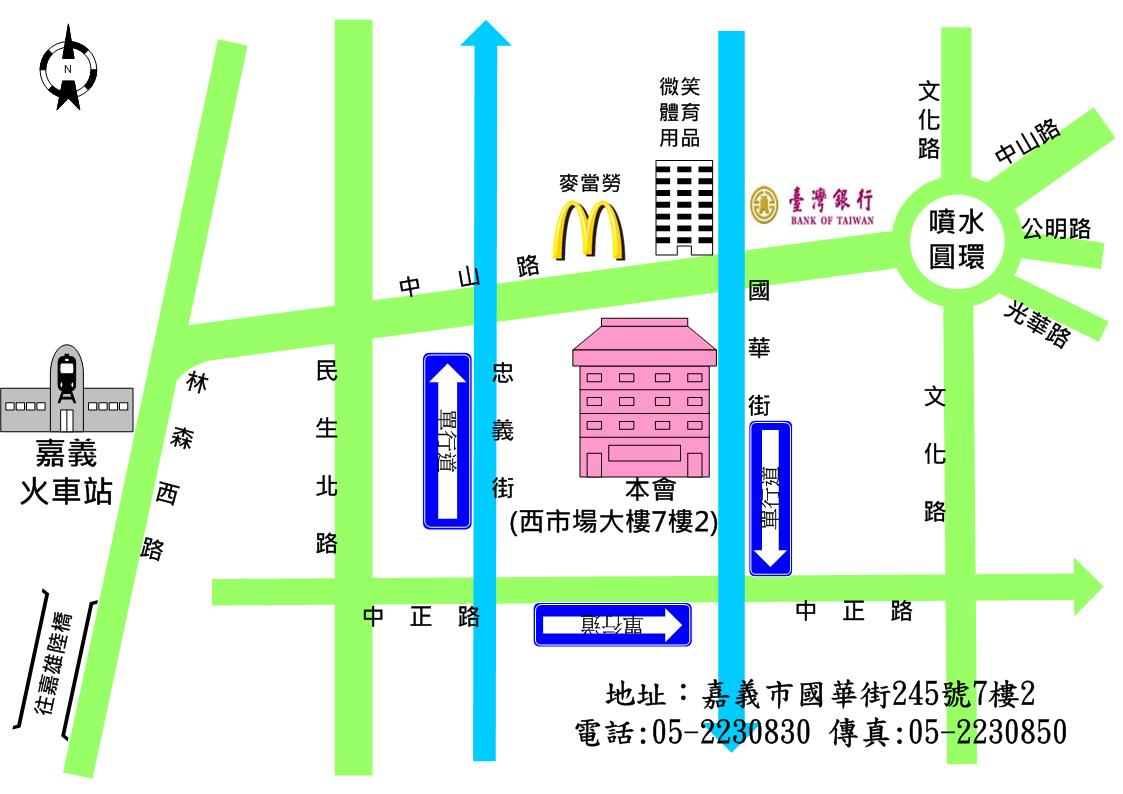 N
微笑
體育
用品
文化路
中山路
麥當勞
臺灣銀行
BANK OF TAIWAN
噴水
圓環
公明路
光華路
中山路
國華街
林森西路
民生北路
單行道
忠義街
嘉義
火車站
本會
(西市場大樓7樓2)
單行道
文化路
往嘉雄陸橋
中正路
單行道
中正路
地址：嘉義市國華街245號7樓2
電話:05-2230830 傳真:05-2230850